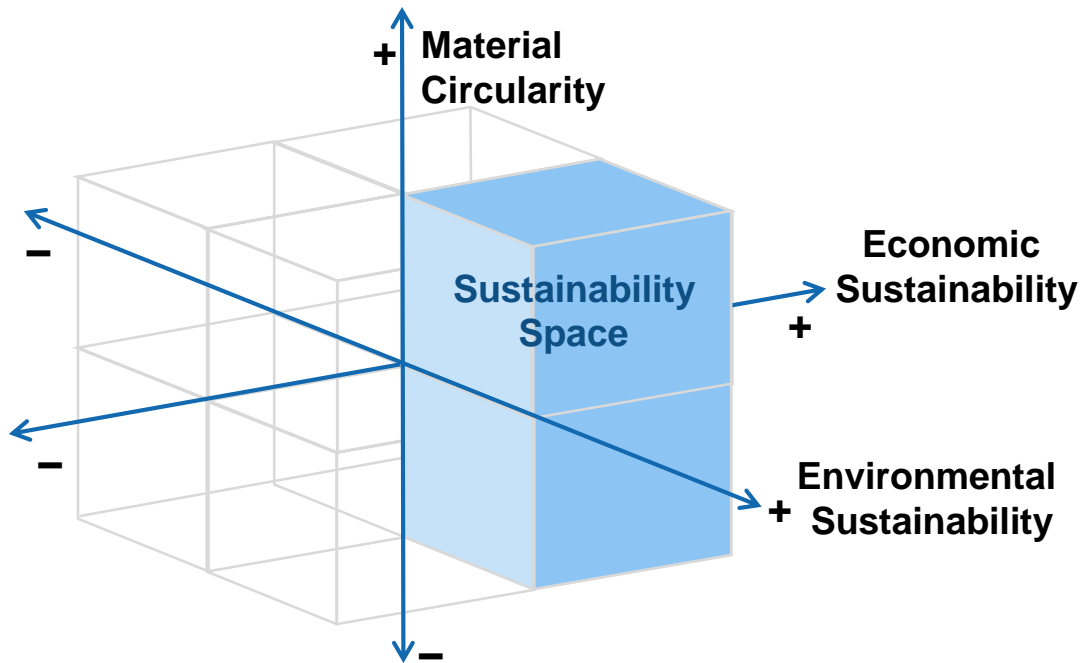 +
Material
Circularity
–
Economic
Sustainability
+
Sustainability
Space
–
Environmental
+
Sustainability
–